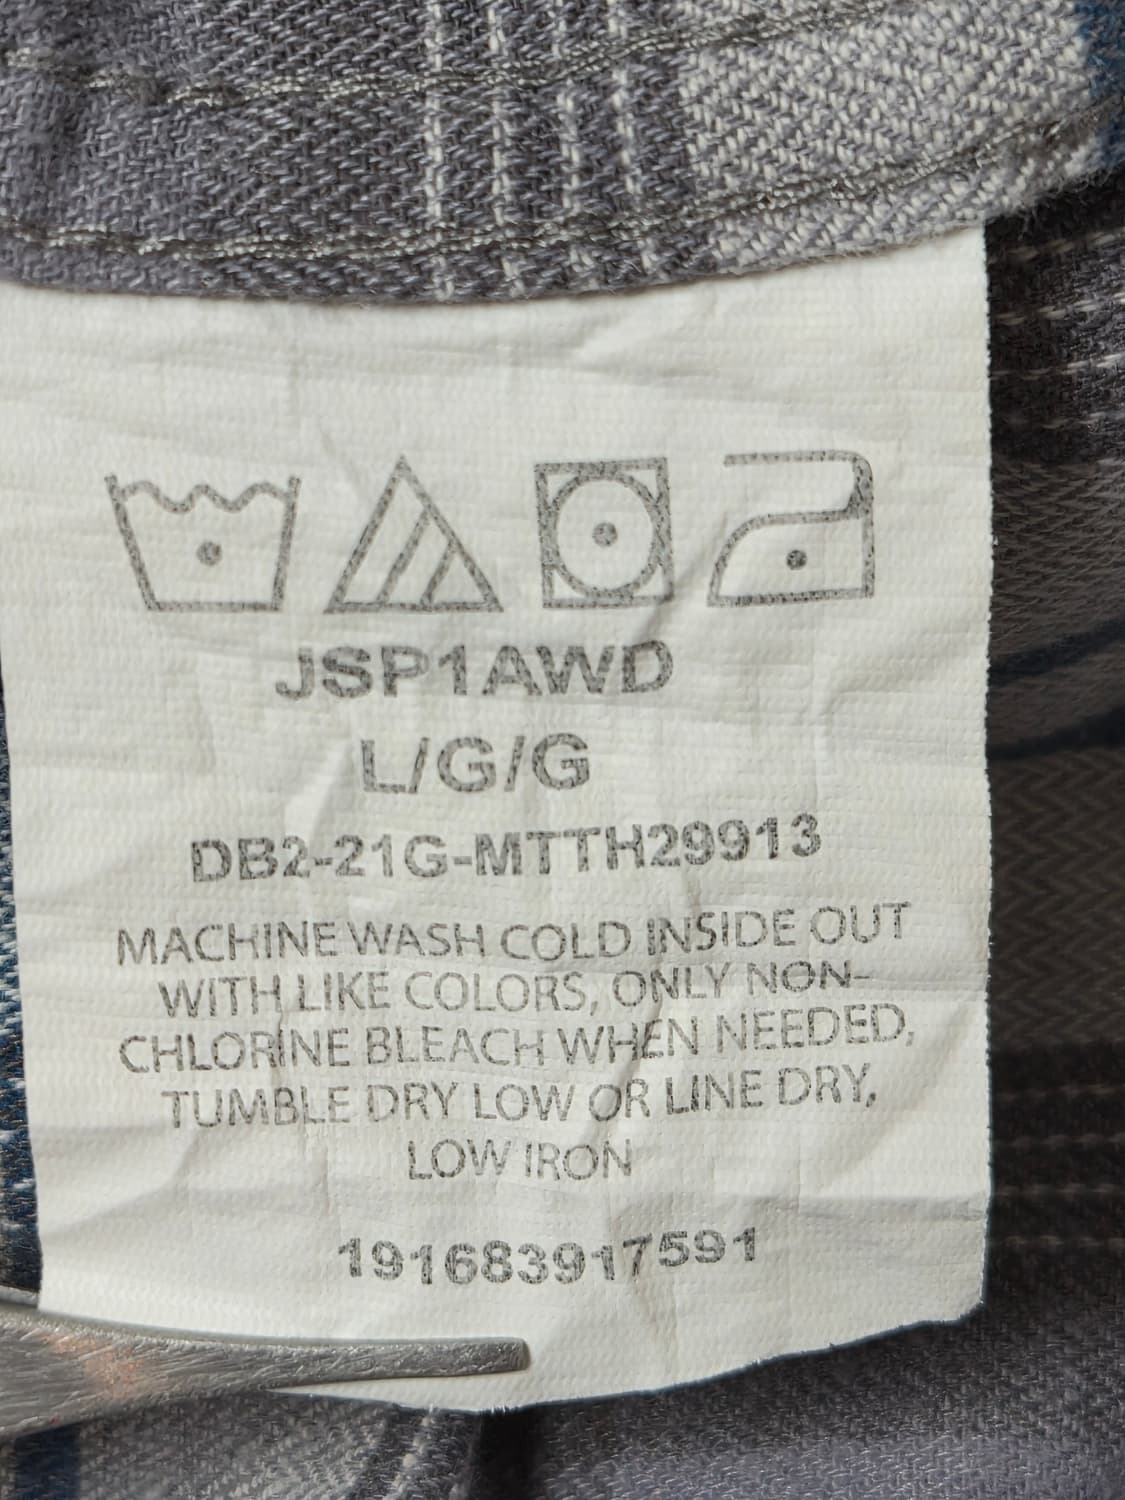 JSP1AWD
L/G/G
DB2-21G-MTTH29913
MACHINE WASH COLD INSIDE OUT
WITH LIKE COLORS, ONLY NON-
CHLORINE BLEACH WHEN NEEDED,
TUMBLE DRY LOW OR LINE DRY,
LOW IRON
191683917591